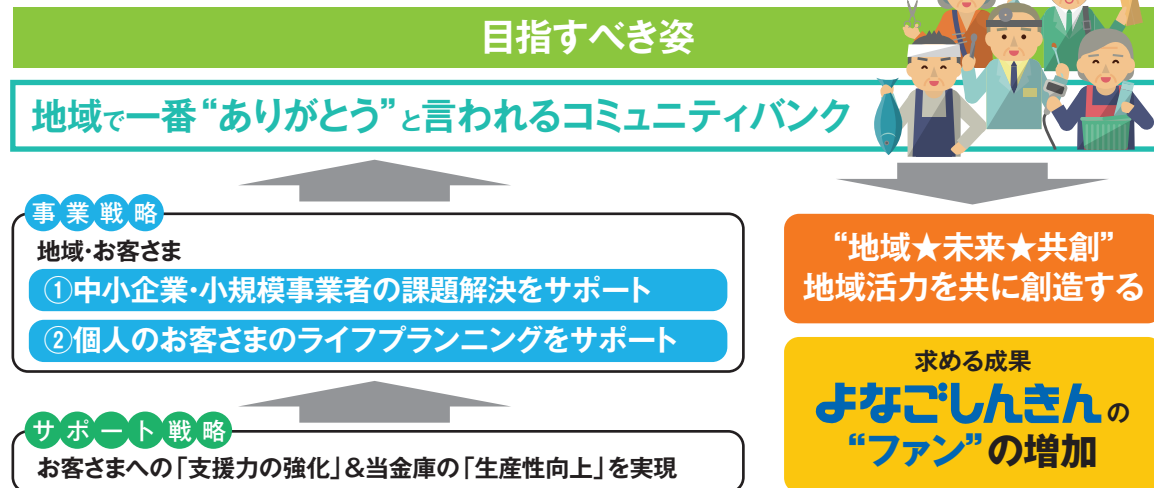 目指すべき姿
地域で一番“ありがとう”と言われるコミュニティバンク
事業戦略
地域・お客さま
①中小企業・小規模事業者の課題解決をサポート
②個人のお客さまのライフプランニングをサポート
サポート戦略
お客さまへの「支援力の強化」&当金庫の「生産性向上」を実現
“地域★未来★共創”
地域活力を共に創造する
求める成果
よなごしんきんの
“ファン”の増加